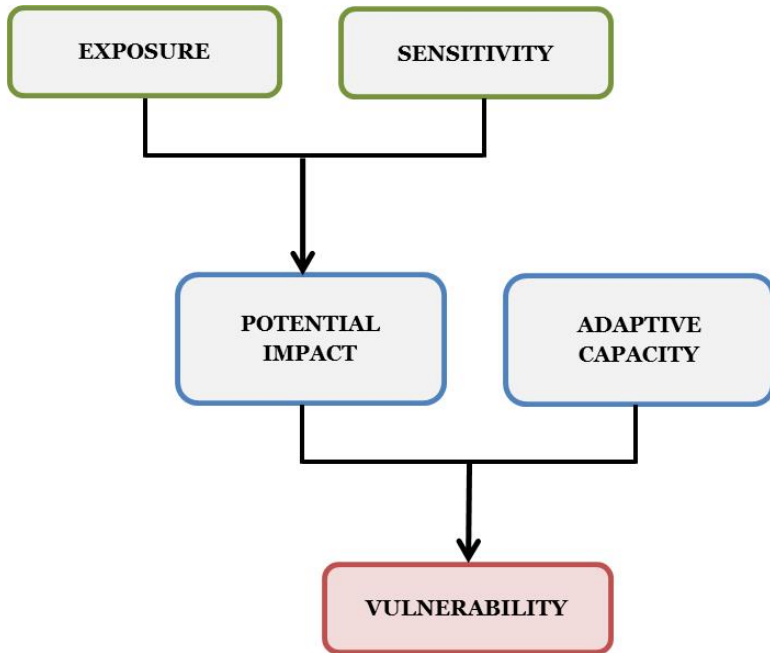 EXPOSURE
SENSITIVITY
POTENTIAL
IMPACT
ADAPTIVE
CAPACITY
VULNERABILITY